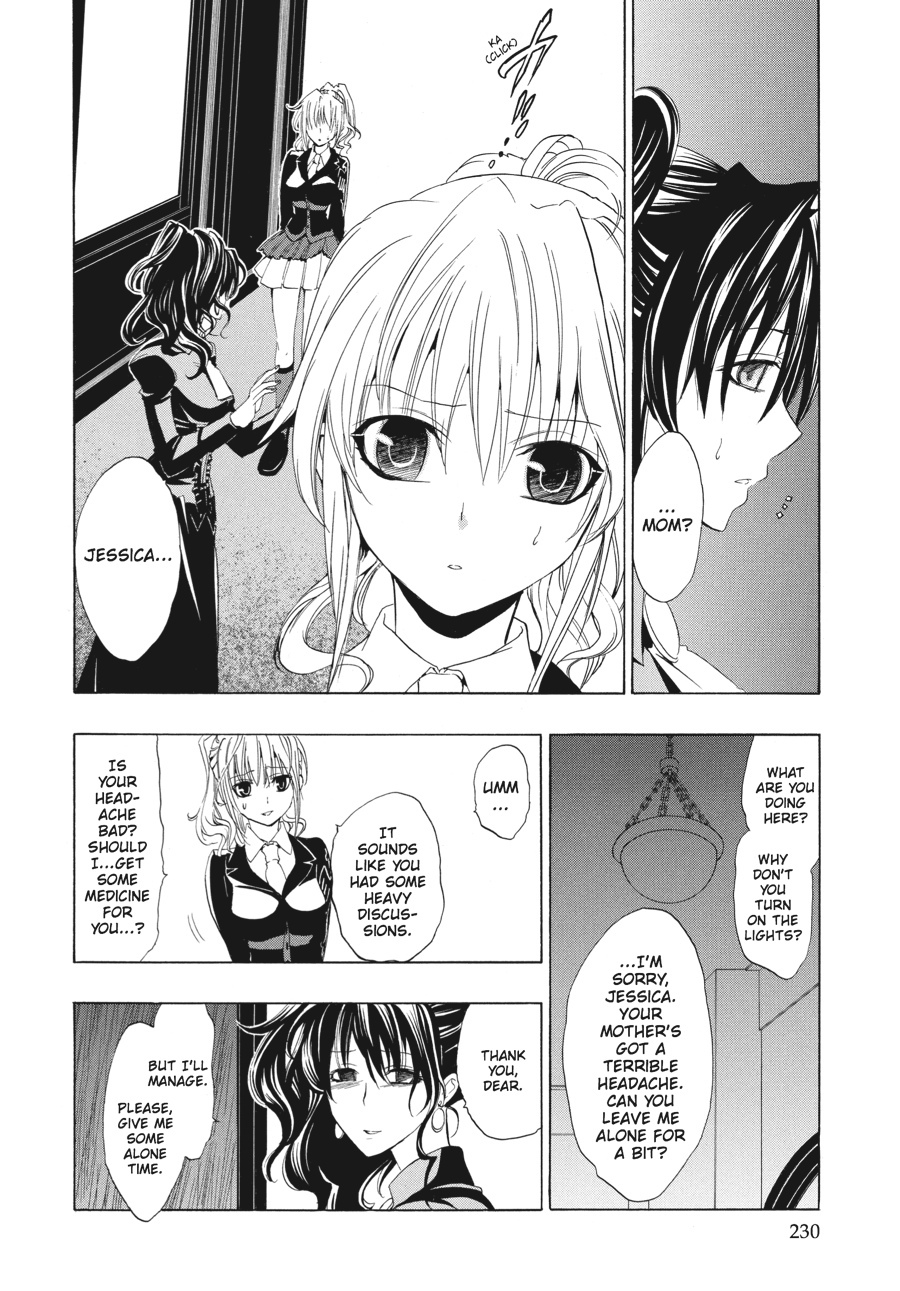 ...
MOM?
カ
KA
(CLICK)
JESSICA...
WHAT
ARE YOU
DOING
HERE?
WHY
DON'T
YOU
TURN
ON THE
LIGHTS?
...I'M
SORRY,
JESSICA.
YOUR
MOTHER'S
GOT A
TERRIBLE
HEADACHE.
CAN YOU
LEAVE ME
ALONE FOR
A BIT?
UMM
...
IT
SOUNDS
LIKE YOU
HAD SOME
HEAVY
DISCUS-
SIONS.
IS
YOUR
HEAD-
ACHE
BAD?
SHOULD
I...GET
SOME
MEDICINE
FOR
YOU...?
THANK
YOU,
DEAR.
BUT I'LL
MANAGE.
PLEASE,
GIVE ME
SOME
ALONE
TIME.
230